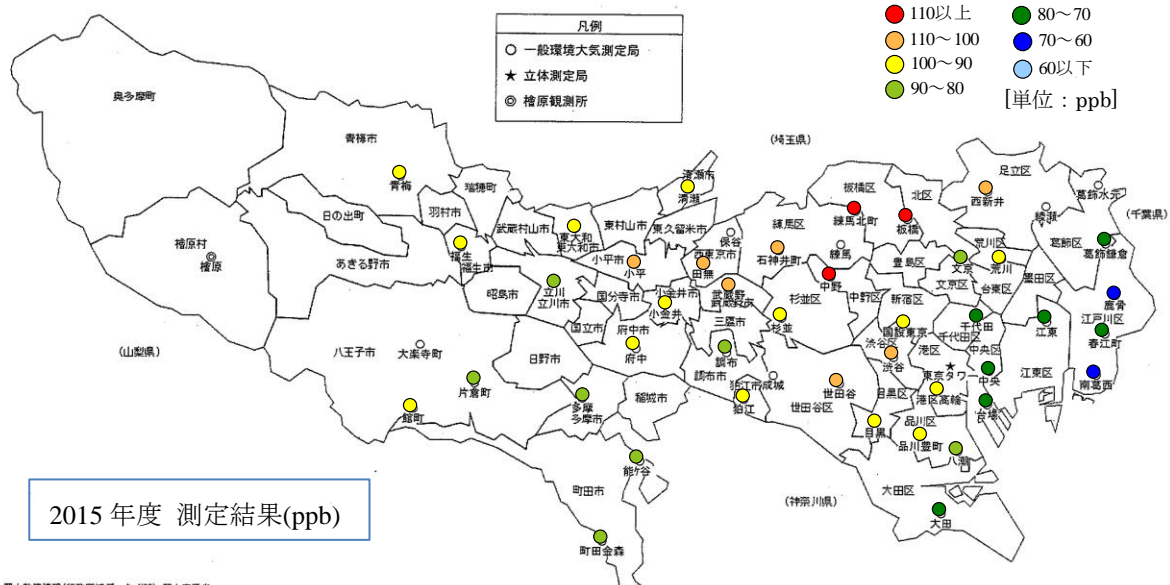 凡例
○ 一般環境大気測定局
★ 立体測定局
◎ 檜原観測所
110以上
110～100
100～90
90～80
80～70
70～60
60以下
[単位：ppb]
(埼玉県)
(千葉県)
(山梨県)
(神奈川県)
奥多摩町
青梅市
青梅
瑞穂町
羽村市
日の出町
檜原村
檜原
あきる野市
福生
福生市
武蔵村山市
東大和
東大和市
東村山市
清瀬市
清瀬
東久留米市
小平市
小平
西東京市
田無
保谷
昭島市
立川
立川市
国分寺市
小金井市
小金井
武蔵野
武蔵野市
三鷹市
国立市
府中市
府中
調布
調布市
狛江市
狛江
成城
八王子市
大楽寺町
片倉町
館町
日野市
多摩
多摩市
稲城市
町田市
能ケ谷
町田金森
板橋区
北区
練馬北町
板橋
練馬区
石神井町
練馬
豊島区
中野
中野区
杉並区
杉並
足立区
西新井
綾瀬
葛飾水元
葛飾区
葛飾鎌倉
荒川区
荒川
文京
文京区
台東区
墨田区
新宿区
国設東京
渋谷区
渋谷
千代田
千代田区
港区
東京タワー
中央区
中央
港区高輪
台場
江東
江東区
鹿骨
江戸川区
春江町
南葛西
世田谷
世田谷区
目黒区
目黒
品川区
品川豊町
八潮
大田区
大田
2015 年度 測定結果(ppb)